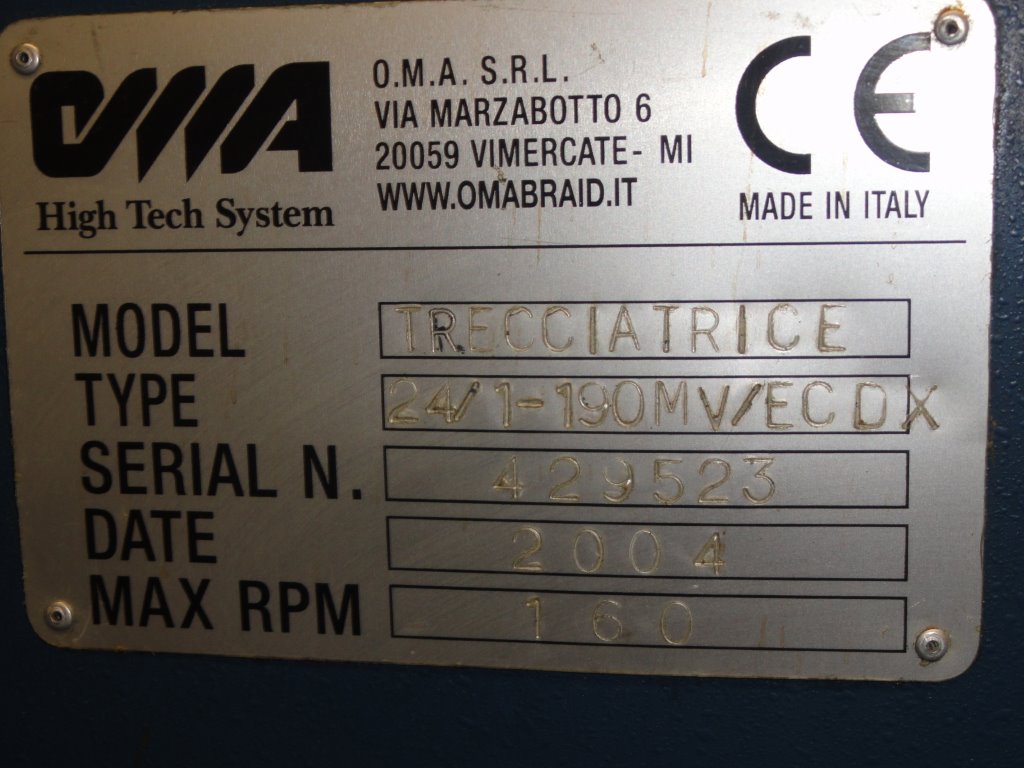 OMA
High Tech System
O.M.A. S.R.L.
VIA MARZABOTTO 6
20059 VIMERCATE- MI
WWW.OMABRAID.IT
CE
MADE IN ITALY
MODEL TRECCIATRICE
TYPE 24/1-190MV/ECDX
SERIAL N. 429523
DATE 2004
MAX RPM 160